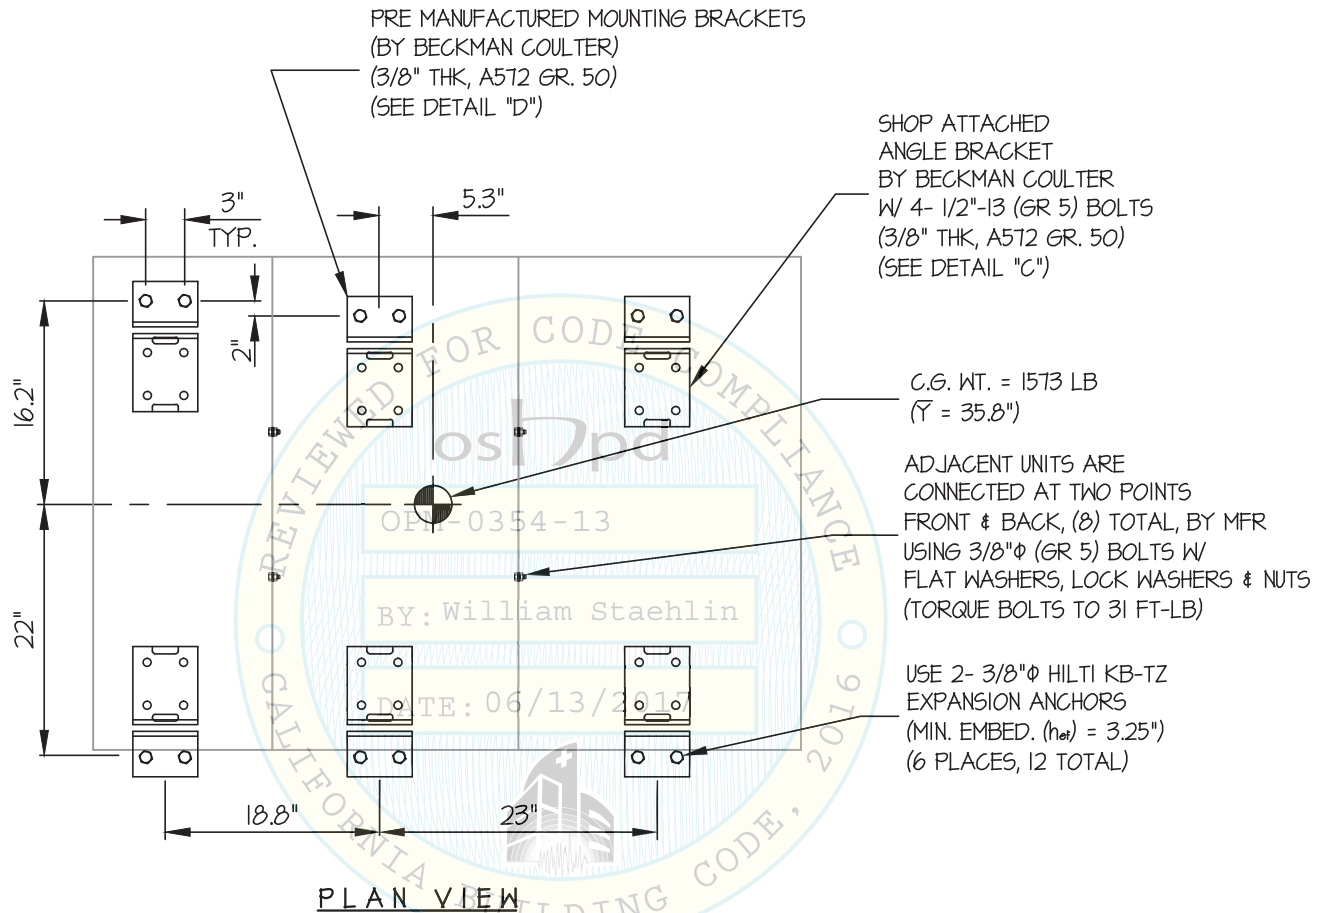 PRE MANUFACTURED MOUNTING BRACKETS
(BY BECKMAN COULTER)
(3/8" THK, A572 GR. 50)
(SEE DETAIL "D")
SHOP ATTACHED
ANGLE BRACKET
BY BECKMAN COULTER
W/ 4- 1/2"-13 (GR 5) BOLTS
(3/8" THK, A572 GR. 50)
(SEE DETAIL "C")
3"
TYP.
5.3"
2"
16.2"
22"
C.G. WT. = 1573 LB
(Y̅ = 35.8")
ADJACENT UNITS ARE
CONNECTED AT TWO POINTS
FRONT & BACK, (8) TOTAL, BY MFR
USING 3/8"Φ (GR 5) BOLTS W/
FLAT WASHERS, LOCK WASHERS & NUTS
(TORQUE BOLTS TO 31 FT-LB)
USE 2- 3/8"Φ HILTI KB-TZ
EXPANSION ANCHORS
(MIN. EMBED. (hef) = 3.25")
(6 PLACES, 12 TOTAL)
18.8"
23"
PLAN VIEW
REVIEWED FOR CODE COMPLIANCE
oshpd
OPM-0354-13
BY: William Staehlin
DATE: 06/13/2017
CALIFORNIA BUILDING CODE, 2016